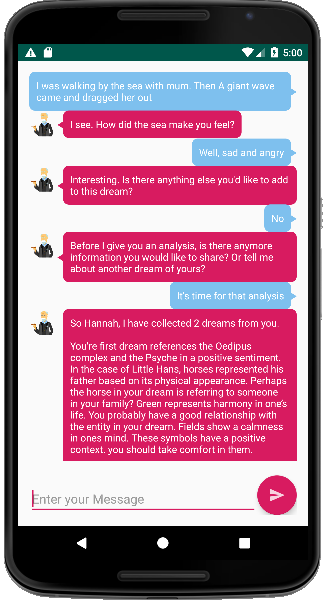 5:00
I was walking by the sea with mum. Then A giant wave
came and dragged her out
I see. How did the sea make you feel?
Well, sad and angry
Interesting. Is there anything else you'd like to add
to this dream?
No
Before I give you an analysis, is there anymore
information you would like to share? Or tell me
about another dream of yours?
It's time for that analysis
So Hannah, I have collected 2 dreams from you.
You're first dream references the Oedipus
complex and the Psyche in a positive sentiment.
In the case of Little Hans, horses represented his
father based on its physical appearance. Perhaps
the horse in your dream is referring to someone
in your family? Green represents harmony in one's
life. You probably have a good relationship with
the entity in your dream. Fields show a calmness
in ones mind. These symbols have a positive
context, you should take comfort in them.
Enter your Message